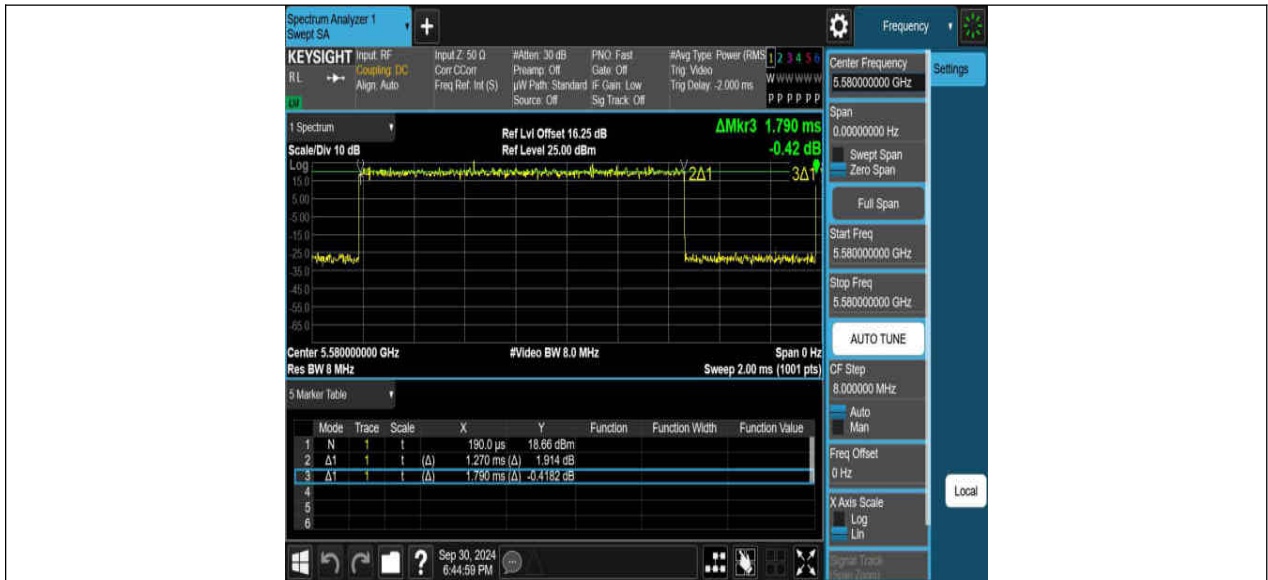 Spectrum Analyzer 1
Swept SA
+
Frequency
KEYSIGHT Input: RF
RL
Coupling: DC
Align: Auto
Input Z: 50 Ω
Corr CCorr
Freq Ref: Int (S)
#Atten: 30 dB
Preamp: Off
µW Path: Standard
Source: Off
PNO: Fast
Gate: Off
IF Gain: Low
Sig Track: Off
#Avg Type: Power (RMS
Trig: Video
Trig Delay: -2.000 ms
1 2 3 4 5 6
W W W W W W
P P P P P P
Center Frequency
5.580000000 GHz
Settings
Span
0.00000000 Hz
Swept Span
Zero Span
Full Span
Start Freq
5.580000000 GHz
Stop Freq
5.580000000 GHz
AUTO TUNE
CF Step
8.000000 MHz
Auto
Man
Freq Offset
0 Hz
X Axis Scale
Log
Lin
Signal Track
(Span Zoom)
Local
1 Spectrum
Scale/Div 10 dB
Ref Lvl Offset 16.25 dB
Ref Level 25.00 dBm
ΔMkr3 1.790 ms
-0.42 dB
Log
15.0
5.00
-5.00
-15.0
-25.0
-35.0
-45.0
-55.0
-65.0
2Δ1
3Δ1
Center 5.580000000 GHz
#Video BW 8.0 MHz
Span 0 Hz
Res BW 8 MHz
Sweep 2.00 ms (1001 pts)
5 Marker Table
Mode Trace Scale X Y Function Function Width Function Value
1 N 1 t 190.0 µs 18.66 dBm
2 Δ1 1 t (Δ) 1.270 ms (Δ) 1.914 dB
3 Δ1 1 t (Δ) 1.790 ms (Δ) -0.4182 dB
4
5
6
?
Sep 30, 2024
6:44:59 PM